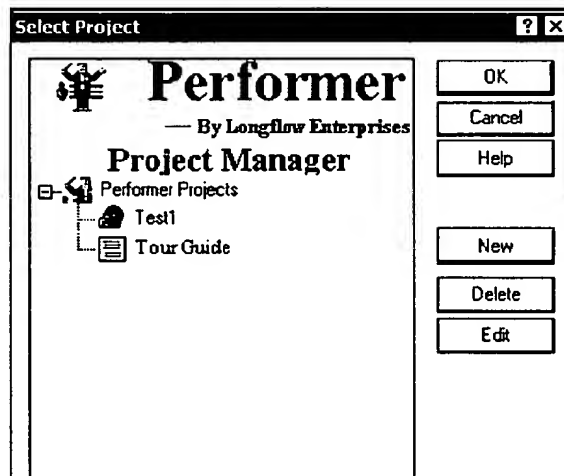 Select Project
Performer
— By Longflow Enterprises
Project Manager
Performer Projects
Test1
Tour Guide
OK
Cancel
Help
New
Delete
Edit